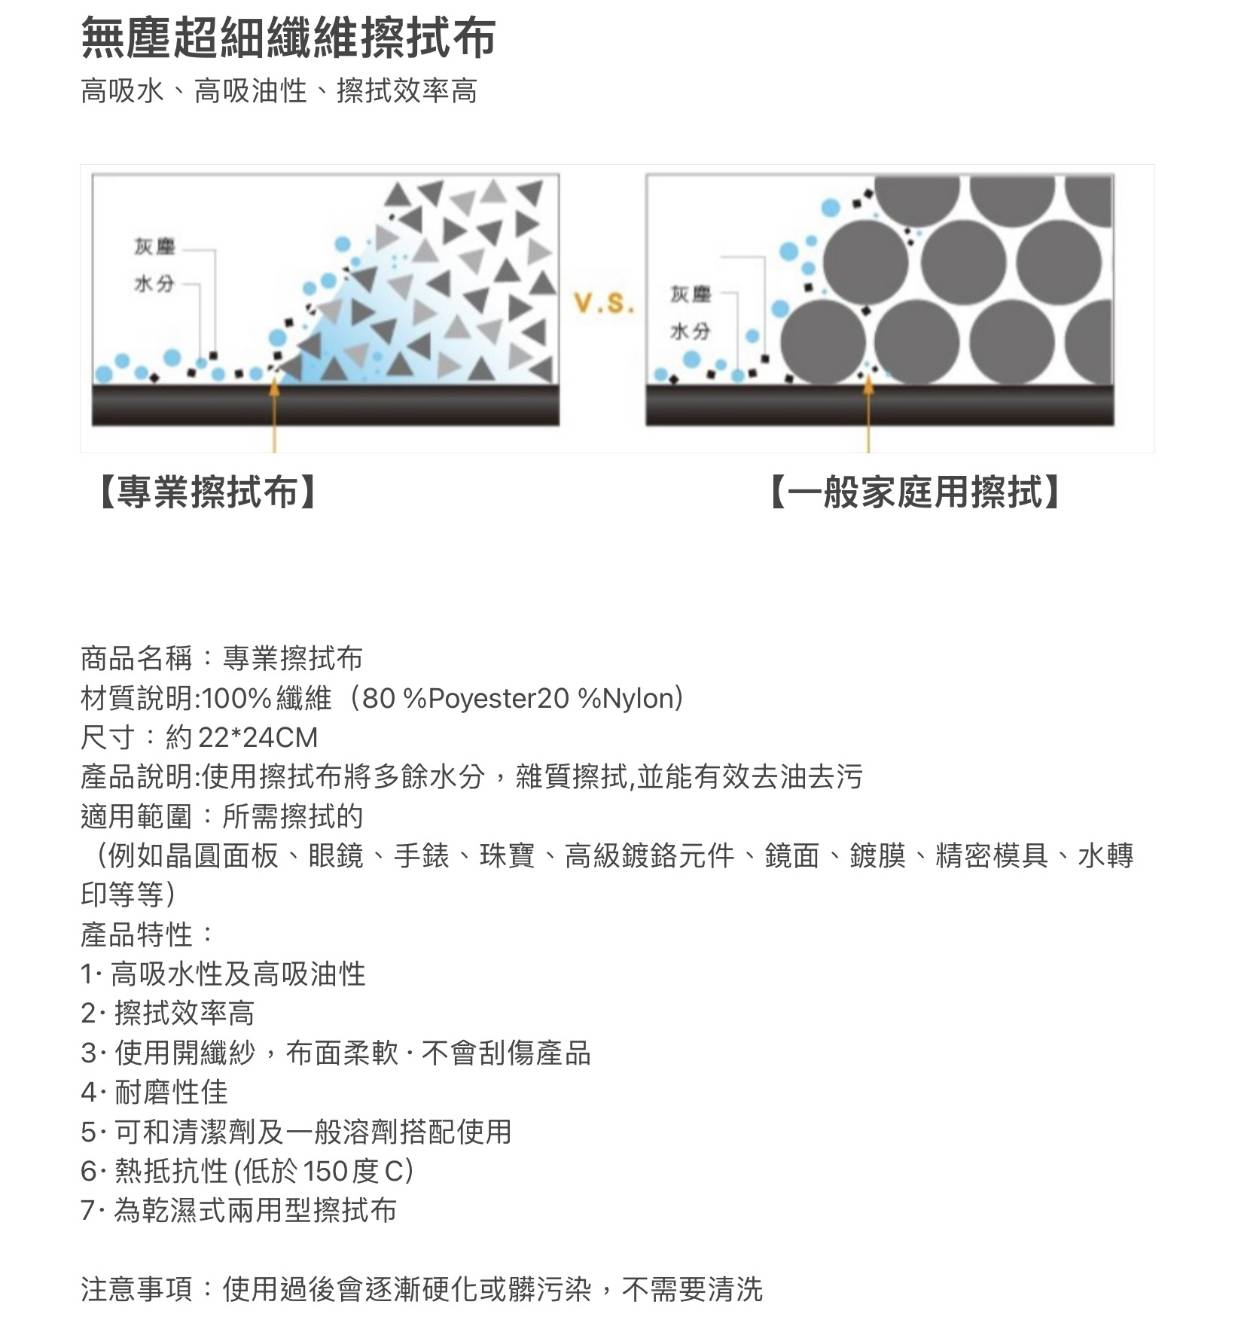 無塵超細纖維擦拭布
高吸水、高吸油性、擦拭效率高
灰塵
水分
V.S.
灰塵
水分
【專業擦拭布】
【一般家庭用擦拭】
商品名稱：專業擦拭布
材質說明:100%纖維（80 %Poyester20 %Nylon)
尺寸：約22*24CM
產品說明:使用擦拭布將多餘水分，雜質擦拭,並能有效去油去污
適用範圍：所需擦拭的
（例如晶圓面板、眼鏡、手錶、珠寶、高級鍍鉻元件、鏡面、鍍膜、精密模具、水轉
印等等）
產品特性：
1· 高吸水性及高吸油性
2· 擦拭效率高
3· 使用開纖紗，布面柔軟 · 不會刮傷產品
4· 耐磨性佳
5· 可和清潔劑及一般溶劑搭配使用
6· 熱抵抗性 (低於150度C)
7· 為乾濕式兩用型擦拭布
注意事項：使用過後會逐漸硬化或髒污染，不需要清洗